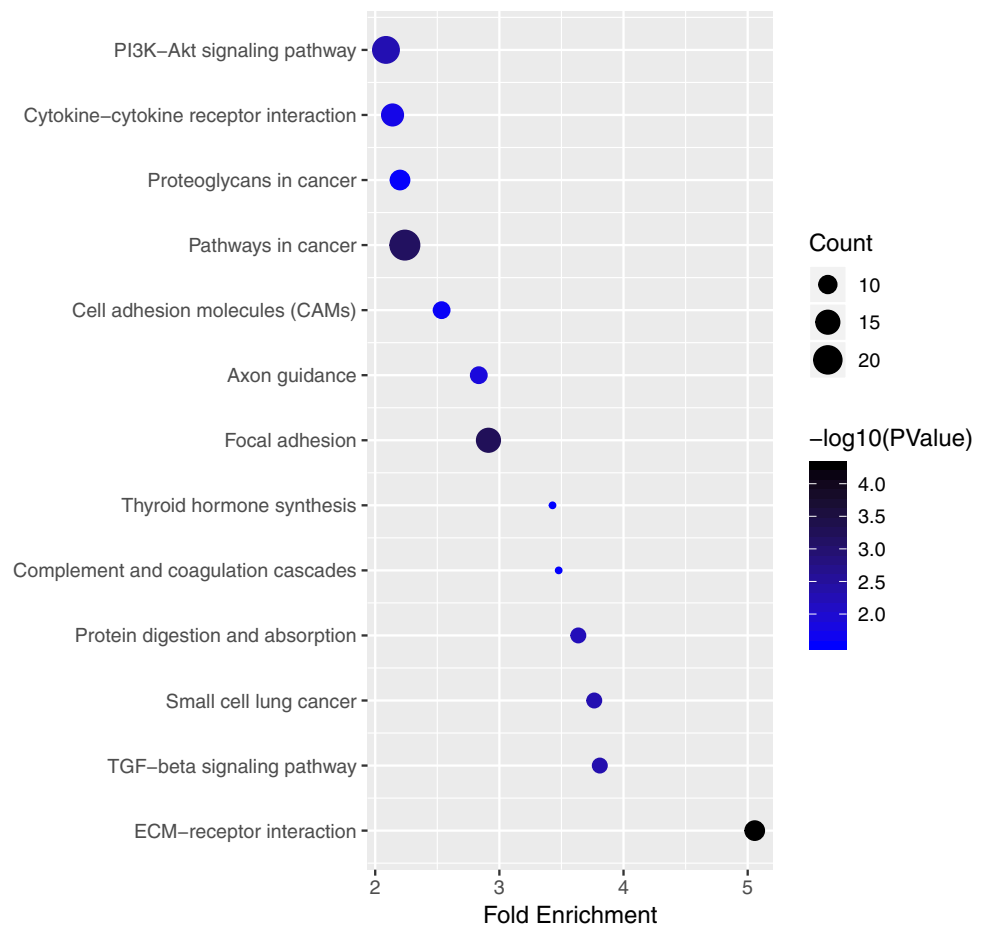 PI3K−Akt signaling pathway
Cytokine−cytokine receptor interaction
Proteoglycans in cancer
Pathways in cancer
Cell adhesion molecules (CAMs)
Axon guidance
Focal adhesion
Thyroid hormone synthesis
Complement and coagulation cascades
Protein digestion and absorption
Small cell lung cancer
TGF−beta signaling pathway
ECM−receptor interaction
2 3 4 5
Fold Enrichment
Count
10
15
20
−log10(PValue)
4.0
3.5
3.0
2.5
2.0